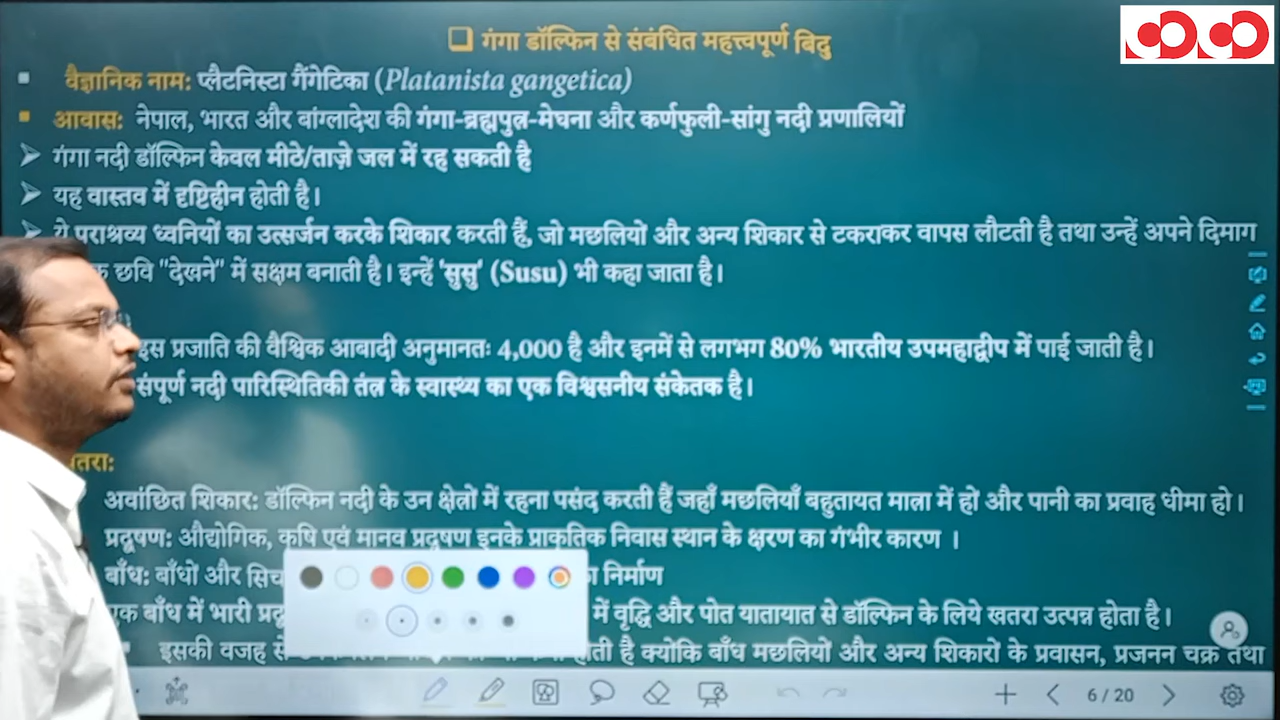 ❑ गंगा डॉल्फिन से संबंधित महत्त्वपूर्ण बिंदु
▪ वैज्ञानिक नाम: प्लैटनिस्टा गैंगेटिका (Platanista gangetica)
▪ आवास: नेपाल, भारत और बांग्लादेश की गंगा-ब्रह्मपुत्र-मेघना और कर्णफुली-सांगु नदी प्रणालियों
➢ गंगा नदी डॉल्फिन केवल मीठे/ताज़े जल में रह सकती है
➢ यह वास्तव में दृष्टिहीन होती है।
➢ ये पराश्रव्य ध्वनियों का उत्सर्जन करके शिकार करती हैं, जो मछलियों और अन्य शिकार से टकराकर वापस लौटती है तथा उन्हें अपने दिमाग
छवि "देखने" में सक्षम बनाती है। इन्हें 'सुसु' (Susu) भी कहा जाता है।
इस प्रजाति की वैश्विक आबादी अनुमानतः 4,000 है और इनमें से लगभग 80% भारतीय उपमहाद्वीप में पाई जाती है।
संपूर्ण नदी पारिस्थितिकी तंत्र के स्वास्थ्य का एक विश्वसनीय संकेतक है।
अवांछित शिकार: डॉल्फिन नदी के उन क्षेत्रों में रहना पसंद करती हैं जहाँ मछलियाँ बहुतायत मात्रा में हों और पानी का प्रवाह धीमा हो।
प्रदूषण: औद्योगिक, कृषि एवं मानव प्रदूषण इनके प्राकृतिक निवास स्थान के क्षरण का गंभीर कारण ।
बाँध: बाँधों और निर्माण
एक बाँध में भारी में वृद्धि और पोत यातायात से डॉल्फिन के लिये खतरा उत्पन्न होता है।
इसकी वजह है क्योंकि बाँध मछलियों और अन्य शिकारों के प्रवासन, प्रजनन चक्र तथा
6 / 20